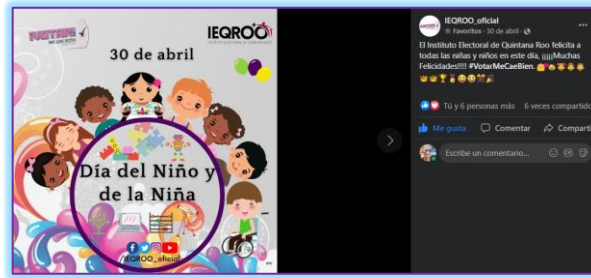 IEQROO
30 de abril
Día del Niño y
de la Niña
/IEQROO_oficial
IEQROO_oficial
Favoritos · 30 de abril ·
El Instituto Electoral de Quintana Roo felicita a
todas las niñas y niños en este día, ¡¡¡¡¡Muchas
Felicidades!!!! #VotarMeCaeBien.
Tú y 6 personas más 6 veces compartido
Me gusta Comentar Comparti
Escribe un comentario...